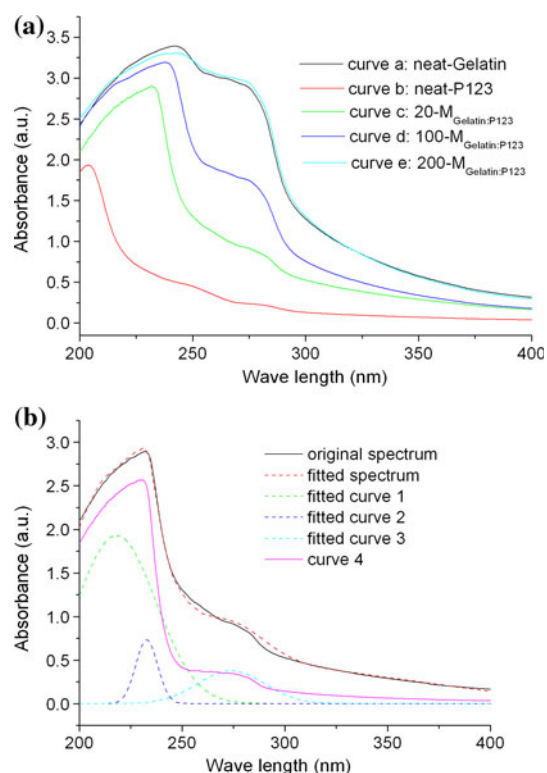 (a)
3.5
3.0
2.5
2.0
1.5
1.0
0.5
0.0
Absorbance (a.u.)
curve a: neat-Gelatin
curve b: neat-P123
curve c: 20-M Gelatin:P123
curve d: 100-M Gelatin:P123
curve e: 200-M Gelatin:P123
200 250 300 350 400
Wave length (nm)
(b)
3.0
2.5
2.0
1.5
1.0
0.5
0.0
Absorbance (a.u.)
original spectrum
fitted spectrum
fitted curve 1
fitted curve 2
fitted curve 3
curve 4
200 250 300 350 400
Wave length (nm)